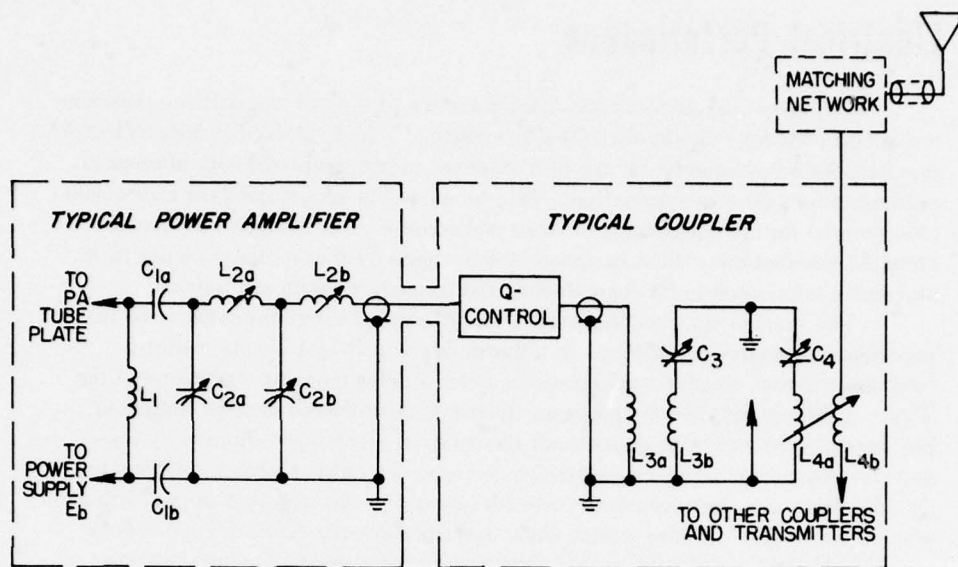 MATCHING
NETWORK
TYPICAL POWER AMPLIFIER
TYPICAL COUPLER
TO
PA
TUBE
PLATE
C1a
L2a
L2b
Q-
CONTROL
C3
C4
L1
C2a
C2b
L3a
L3b
L4a
L4b
TO
POWER
SUPPLY
Eb
C1b
TO OTHER COUPLERS
AND TRANSMITTERS